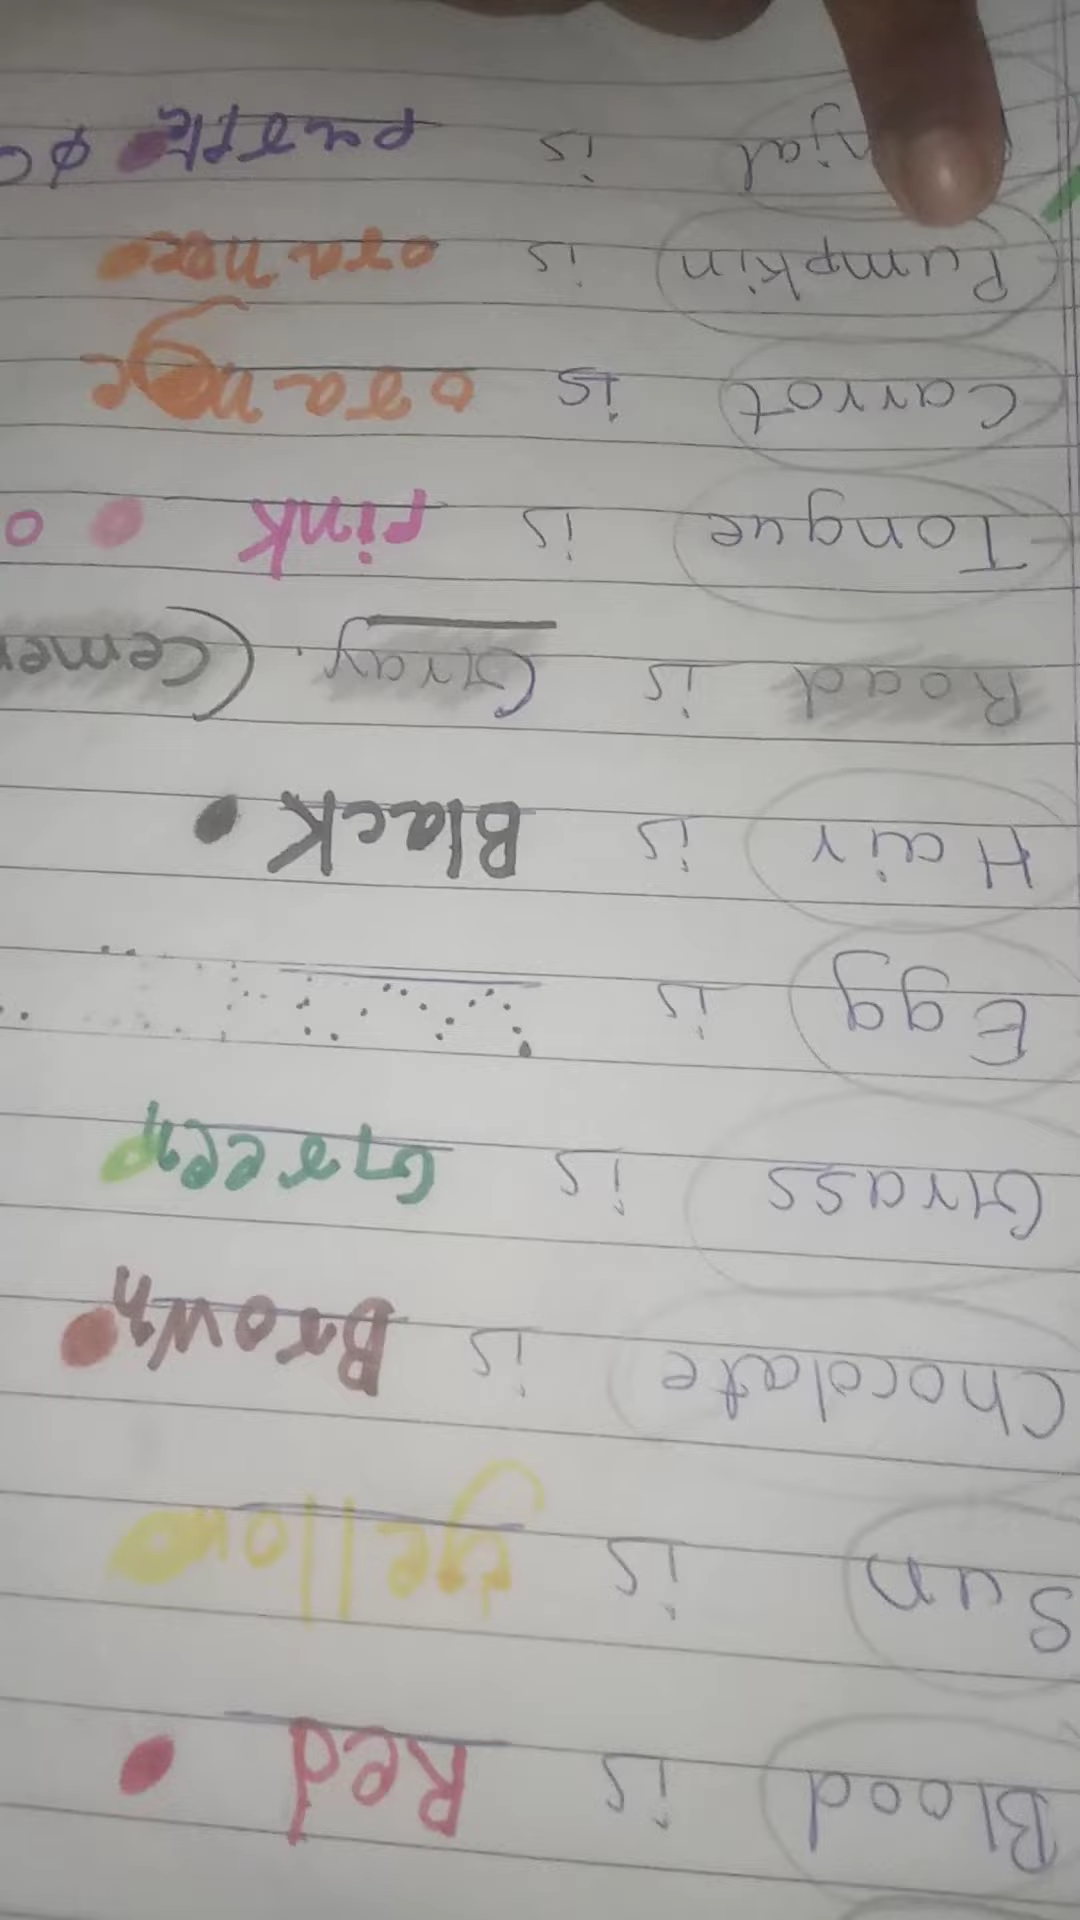 Blood is Red
Sun is yellow
Chocolate is Brown
Grass is Green
Egg is
Hair is Black
Road is Gray. (Cemen
Tongue is Pink
Carrot is orange
Pumpkin is orange
njal is purple